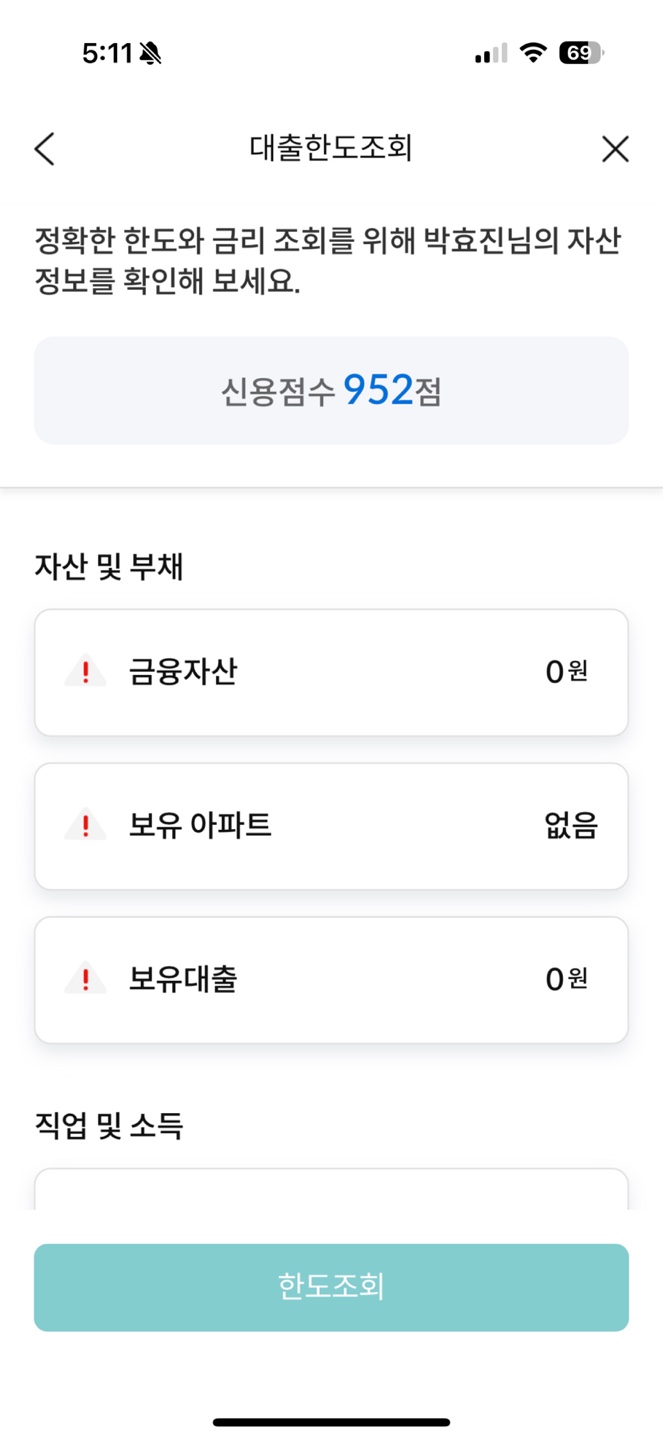 5:11
69
대출한도조회
정확한 한도와 금리 조회를 위해 박효진님의 자산
정보를 확인해 보세요.
신용점수 952점
자산 및 부채
! 금융자산 0원
! 보유 아파트 없음
! 보유대출 0원
직업 및 소득
한도조회